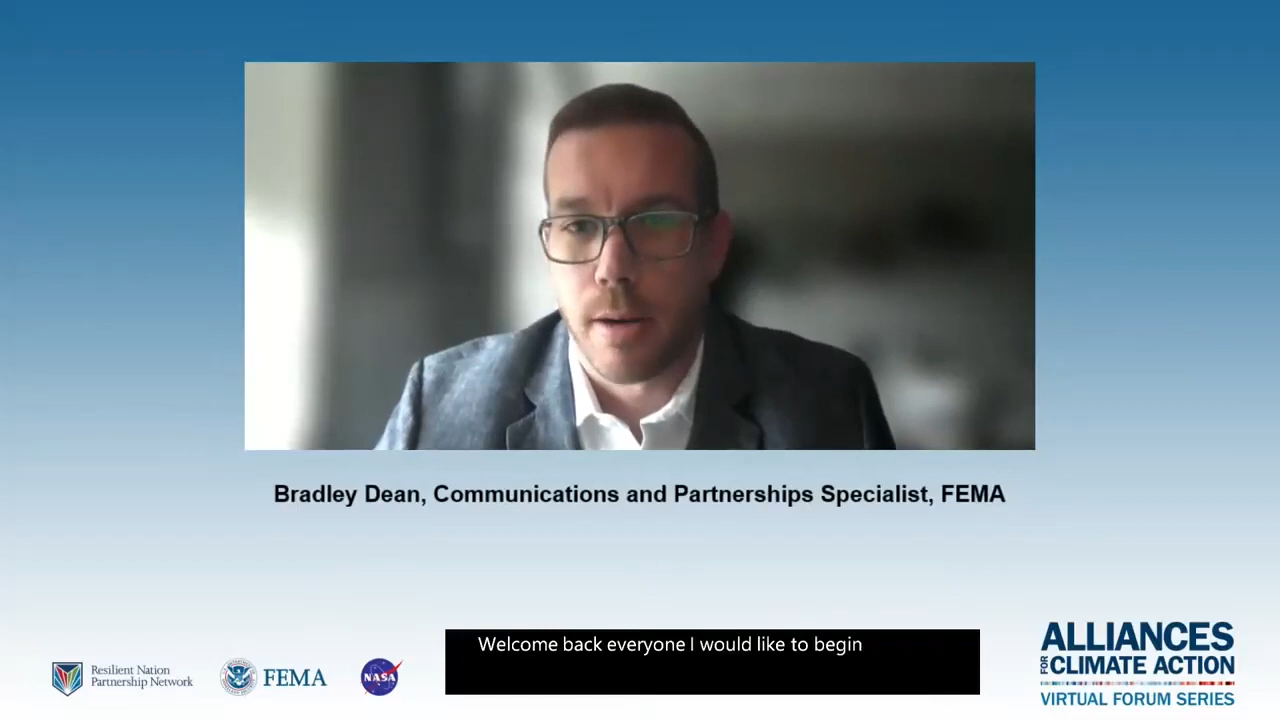 Bradley Dean, Communications and Partnerships Specialist, FEMA
Welcome back everyone I would like to begin
Resilient Nation
Partnership Network
FEMA
NASA
ALLIANCES
FOR CLIMATE ACTION
VIRTUAL FORUM SERIES